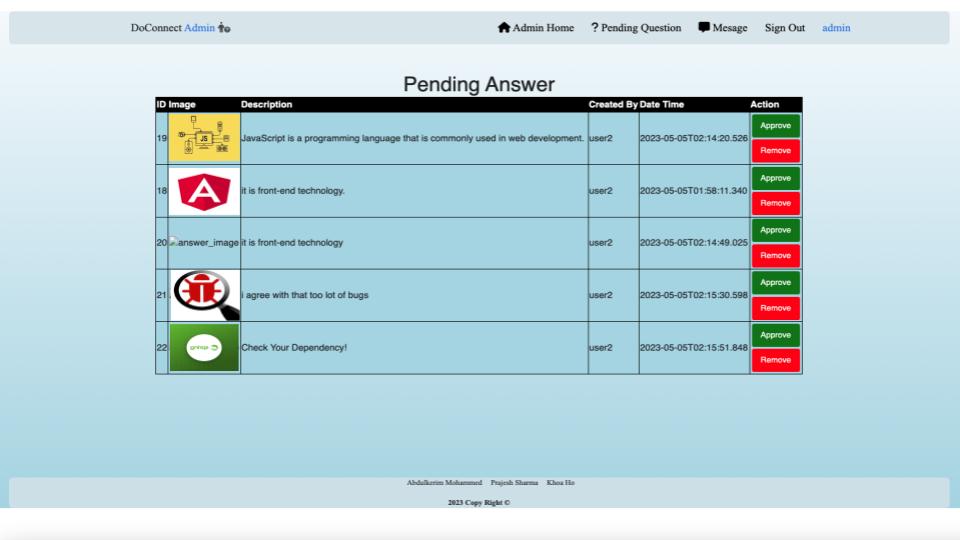 DoConnect Admin
Admin Home ? Pending Question Mesage Sign Out admin
Pending Answer
ID Image Description Created By Date Time Action
19 JS JavaScript is a programming language that is commonly used in web development. user2 2023-05-05T02:14:20.526 Approve
Remove
18 A it is front-end technology. user2 2023-05-05T01:58:11.340 Approve
Remove
20 answer_image it is front-end technology user2 2023-05-05T02:14:49.025 Approve
Remove
21 i agree with that too lot of bugs user2 2023-05-05T02:15:30.598 Approve
Remove
22 Check Your Dependency! user2 2023-05-05T02:15:51.848 Approve
Remove
Abdulkerim Mohammed Prajesh Sharma Khoa Ho
2023 Copy Right ©